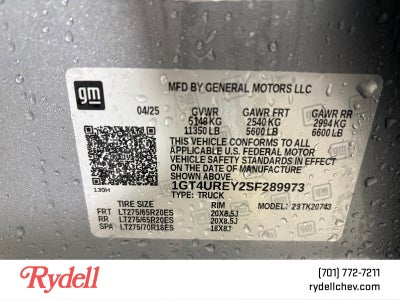 gm
MFD BY GENERAL MOTORS LLC
04/25 GVWR GAWR FRT GAWR RR
5148 KG 2540 KG 2994 KG
11350 LB 5600 LB 6600 LB
THIS VEHICLE CONFORMS TO ALL
APPLICABLE U.S. FEDERAL MOTOR
VEHICLE SAFETY STANDARDS
IN EFFECT ON THE DATE OF
MANUFACTURE SHOWN ABOVE.
1GT4UREY2SF289973
TYPE: TRUCK
TIRE SIZE RIM
FRT LT275/65R20ES 20X8.5J
RR LT275/65R20ES 20X8.5J
SPA LT275/70R18ES 18X8J
Rydell
(701) 772-7211
rydellchev.com